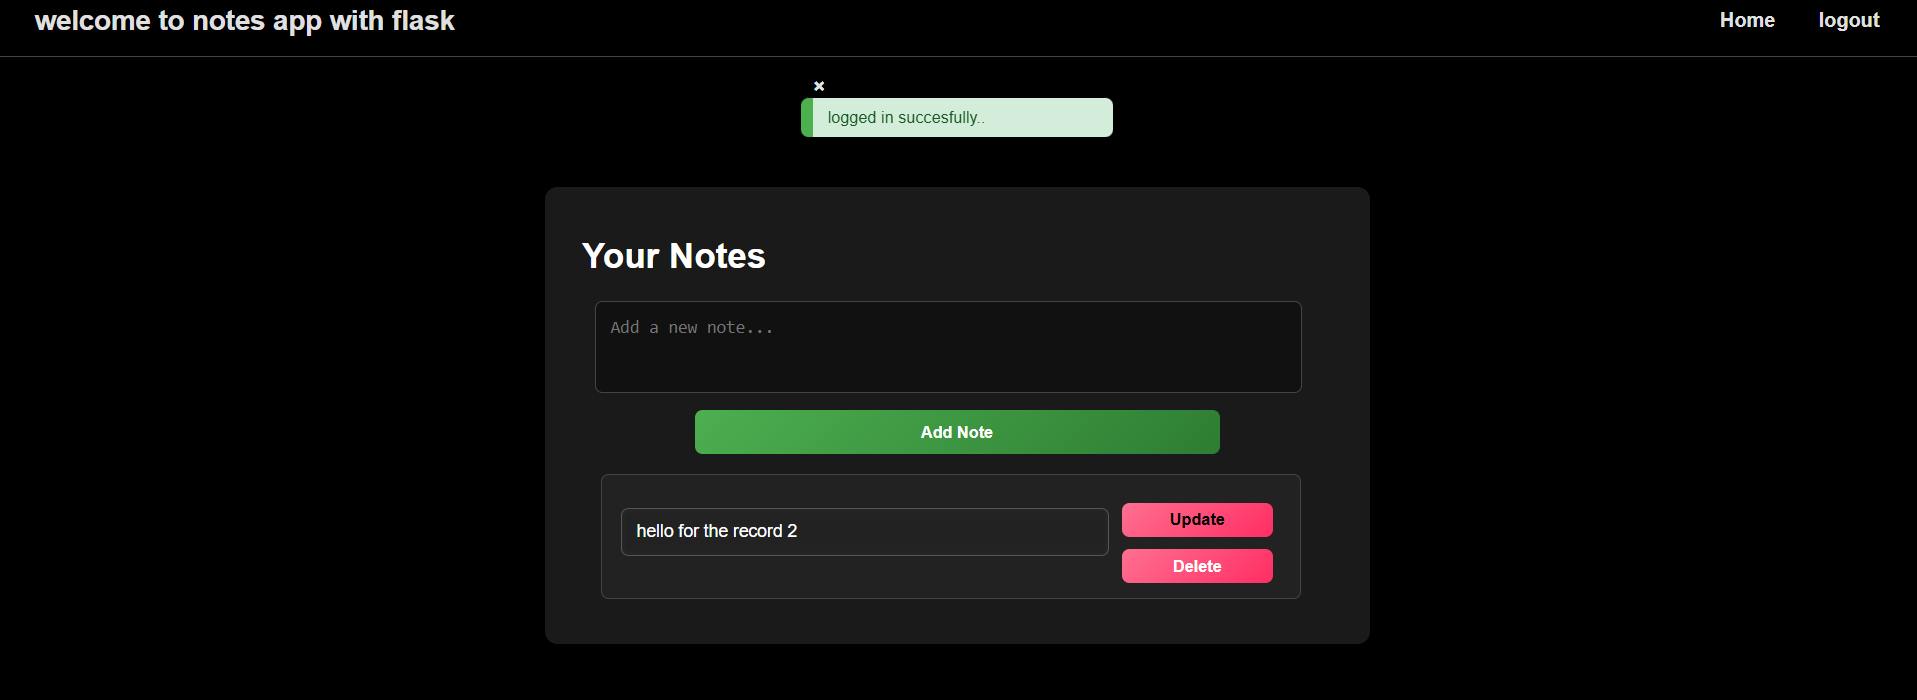 welcome to notes app with flask
Home
logout
✖
logged in succesfully..
Your Notes
Add a new note...
Add Note
hello for the record 2
Update
Delete